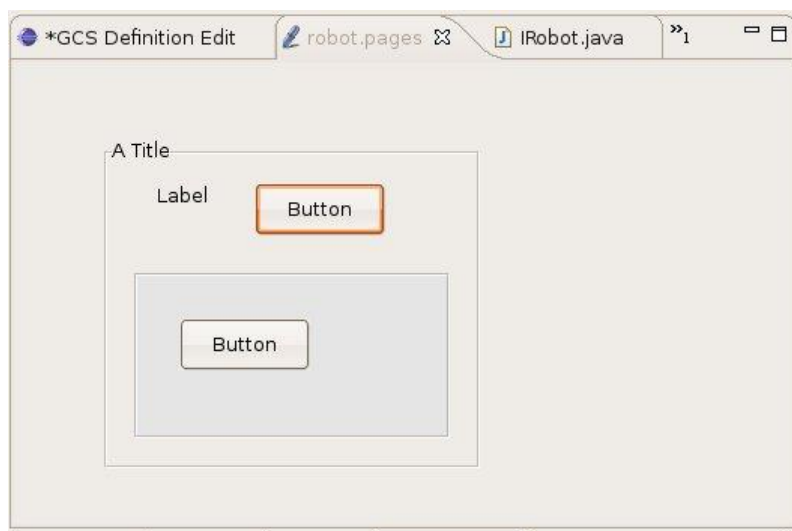 *GCS Definition Edit robot.pages IRobot.java »1
A Title
Label Button
Button